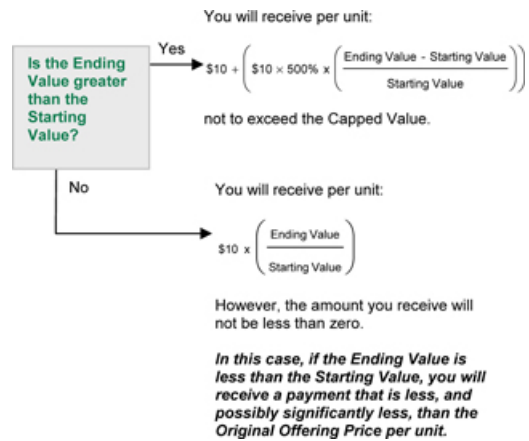 You will receive per unit:
Is the Ending
Value greater
than the
Starting
Value?
Yes
$10 + ( $10 × 500% x ( Ending Value - Starting Value
Starting Value ) )
not to exceed the Capped Value.
No
You will receive per unit:
$10 x ( Ending Value
Starting Value )
However, the amount you receive will
not be less than zero.
In this case, if the Ending Value is
less than the Starting Value, you will
receive a payment that is less, and
possibly significantly less, than the
Original Offering Price per unit.